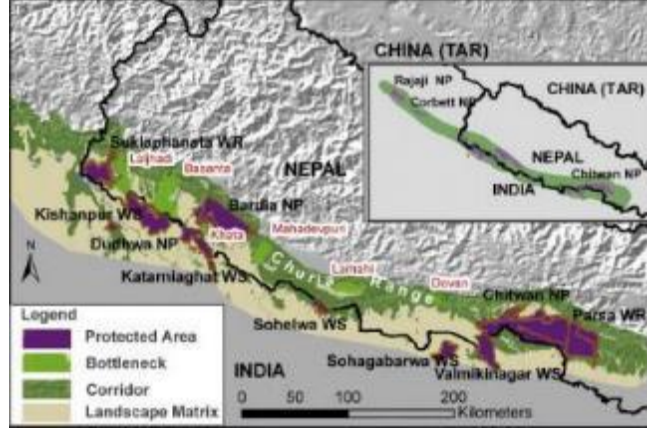 CHINA (TAR)
Rajaji NP
CHINA (TAR)
Corbett NP
NEPAL
Chitwan NP
INDIA
Suklaphanata WR
Laljhadi
Basanta
NEPAL
Kishanpur WS
Bardia NP
Khata
Mahadevpuri
Dudhwa NP
N
Katarniaghat WS
Churia Range
Lamahi
Dovan
Chitwan NP
Parsa WR
Sohelwa WS
Sohagabarwa WS
Valmikinagar WS
INDIA
Legend
Protected Area
Bottleneck
Corridor
Landscape Matrix
0 50 100 200
Kilometers